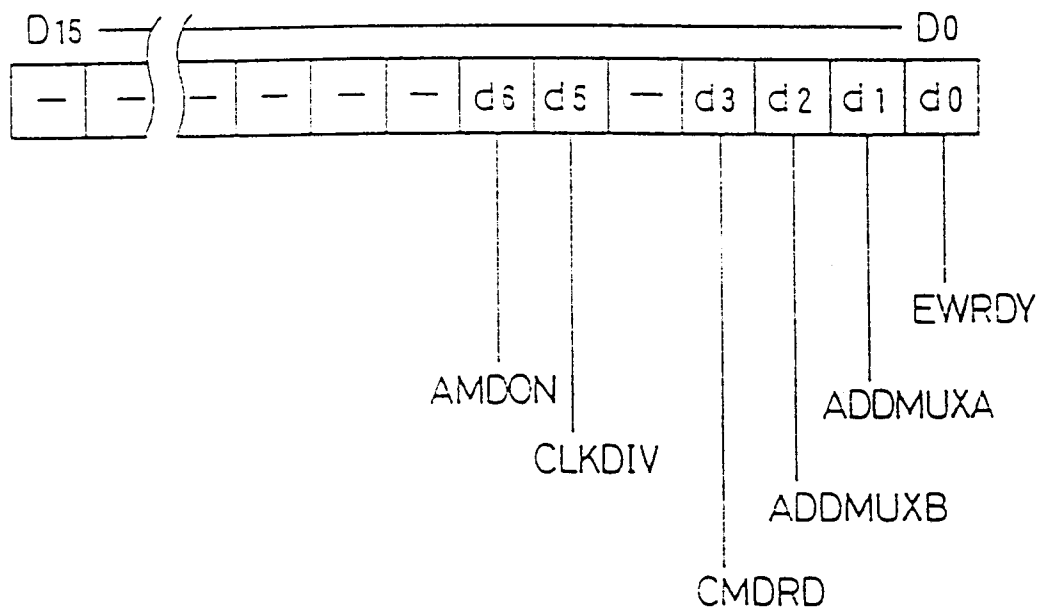 D15 D0
— — — — — — d6 d5 — d3 d2 d1 d0
EWRDY
AMDON
ADDMUXA
CLKDIV
ADDMUXB
CMDRD